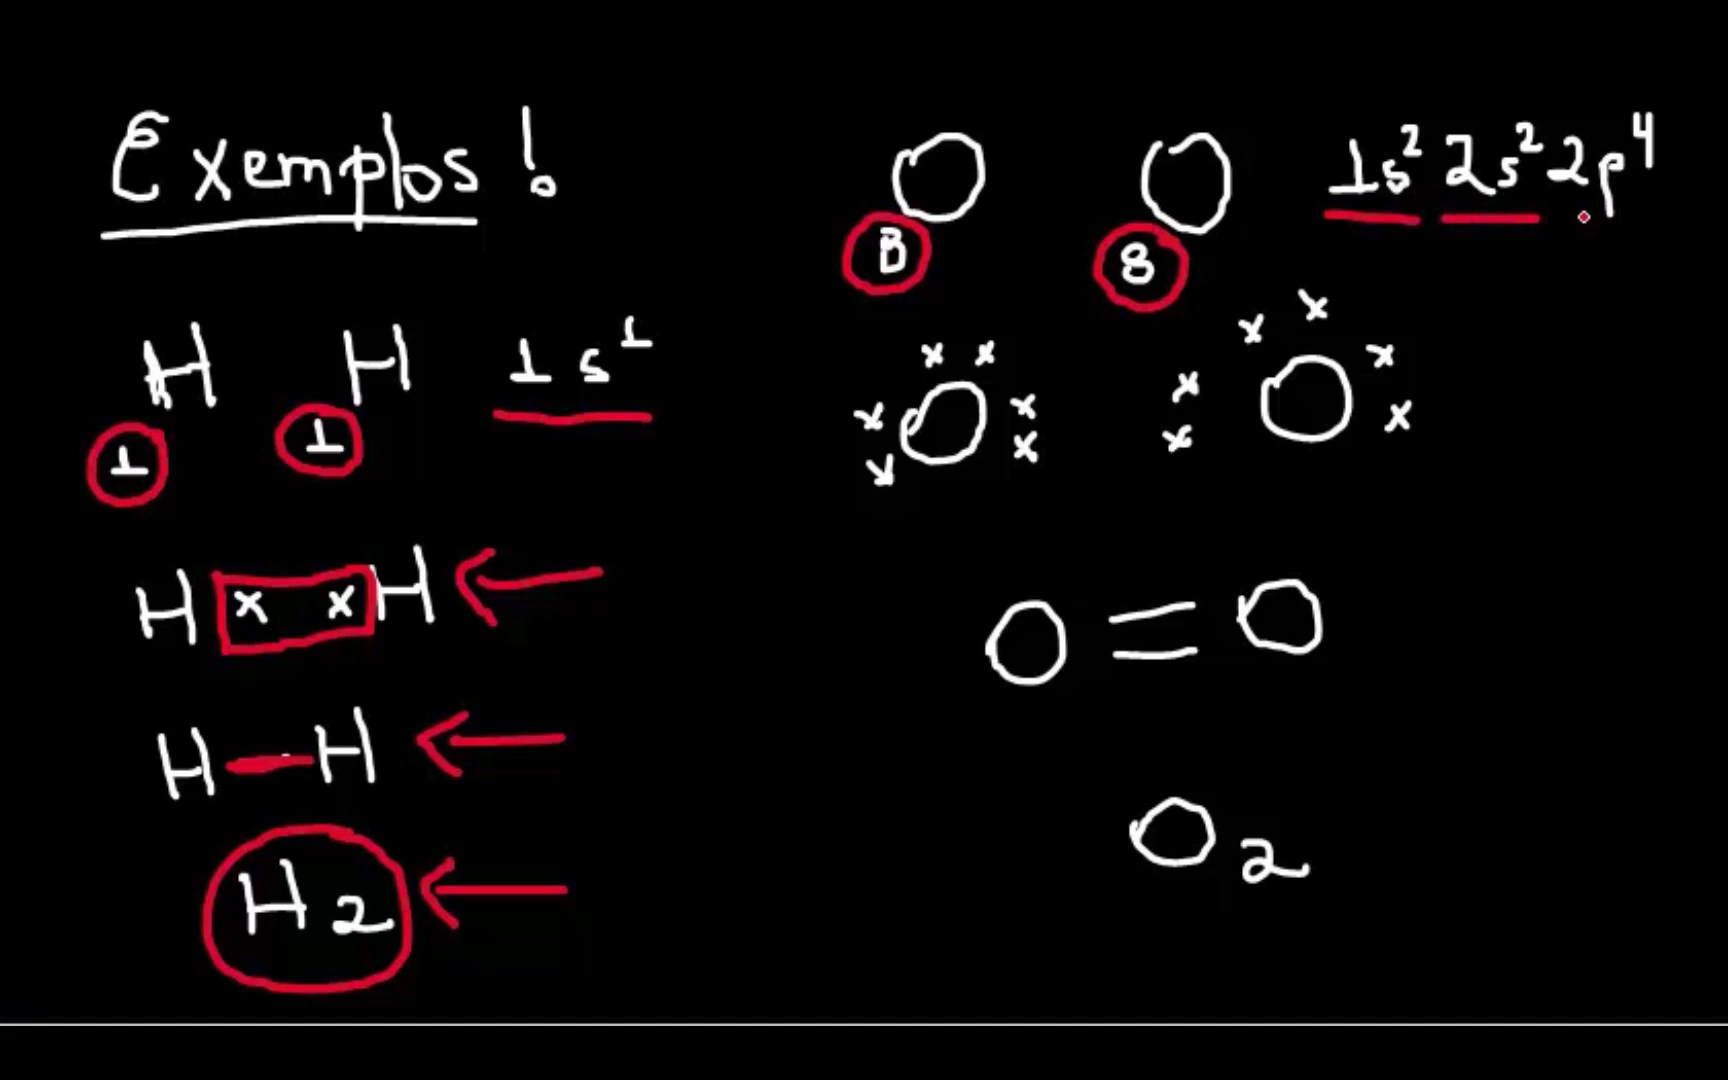 Exemplos!
H H 1s¹
1 1
H x x H
H — H
H₂
O O 1s² 2s² 2p⁴
8 8
x x
x O x
x x
x x
x O x
x x
O = O
O₂